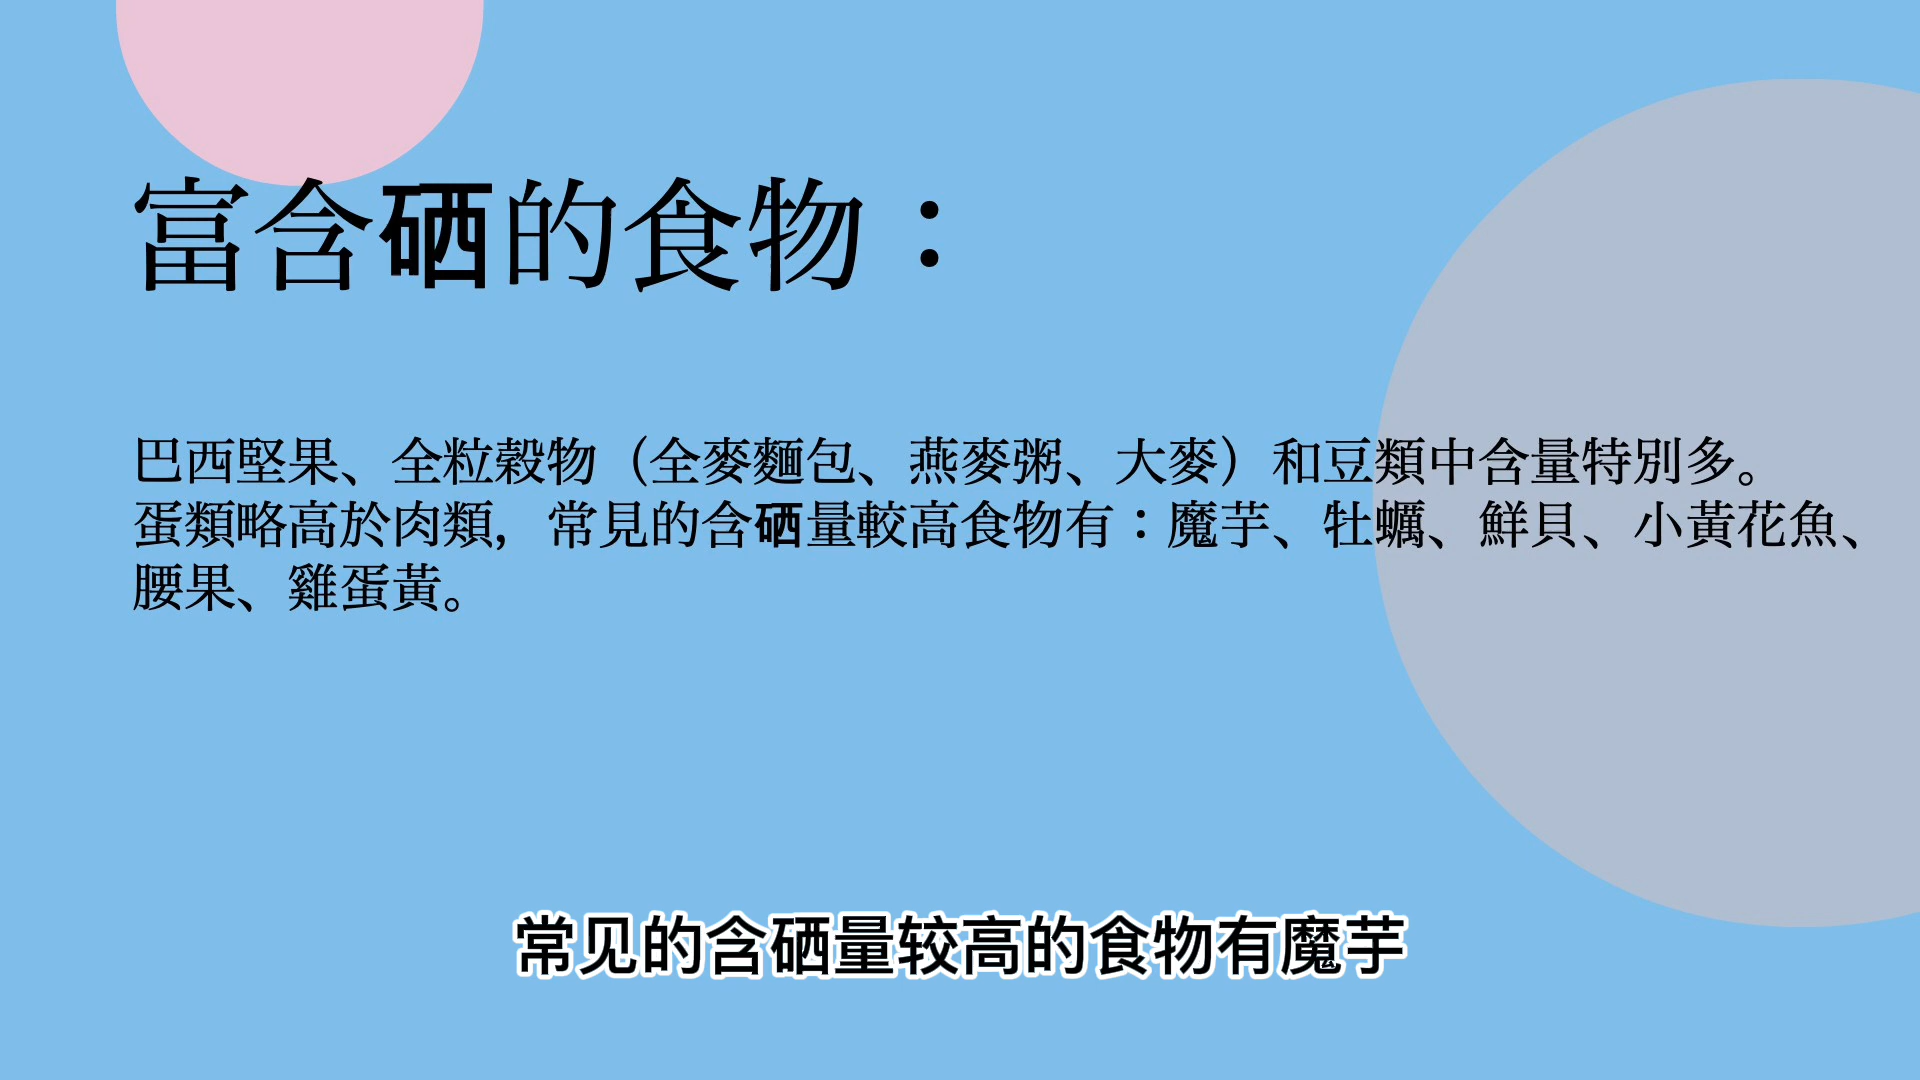 富含硒的食物：
巴西堅果、全粒穀物（全麥麵包、燕麥粥、大麥）和豆類中含量特別多。
蛋類略高於肉類，常見的含硒量較高食物有：魔芋、牡蠣、鮮貝、小黃花魚、
腰果、雞蛋黃。
常见的含硒量较高的食物有魔芋